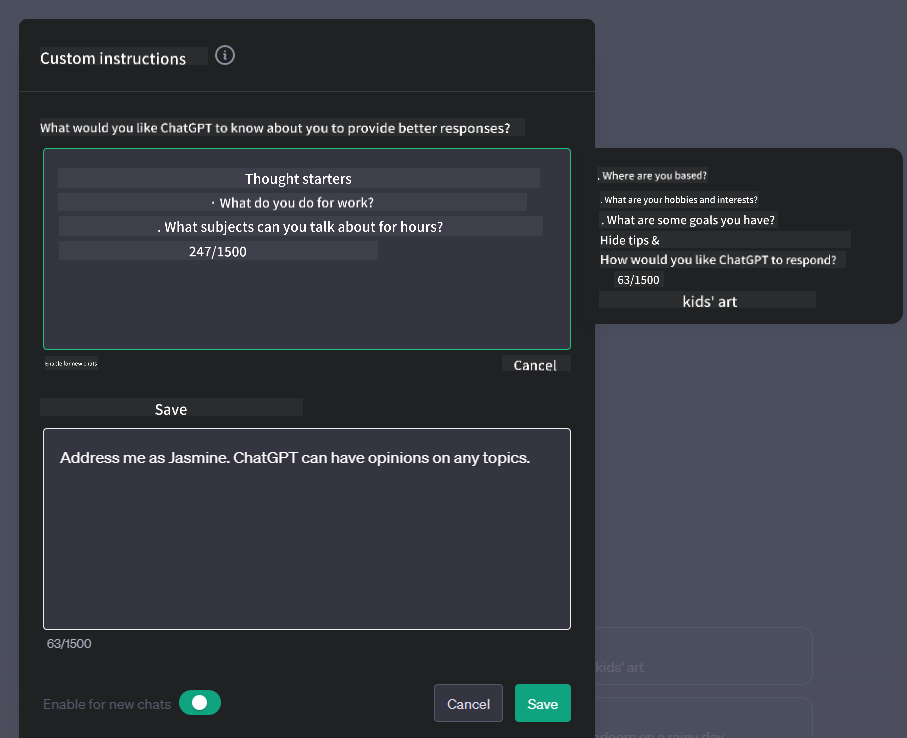 Custom instructions
What would you like ChatGPT to know about you to provide better responses?
Thought starters
· What do you do for work?
. What subjects can you talk about for hours?
247/1500
Enable for new chats
Cancel
Save
Address me as Jasmine. ChatGPT can have opinions on any topics.
63/1500
Enable for new chats
Cancel
Save
. Where are you based?
. What are your hobbies and interests?
. What are some goals you have?
Hide tips &
How would you like ChatGPT to respond?
63/1500
kids' art
kids' art
on a rainy day